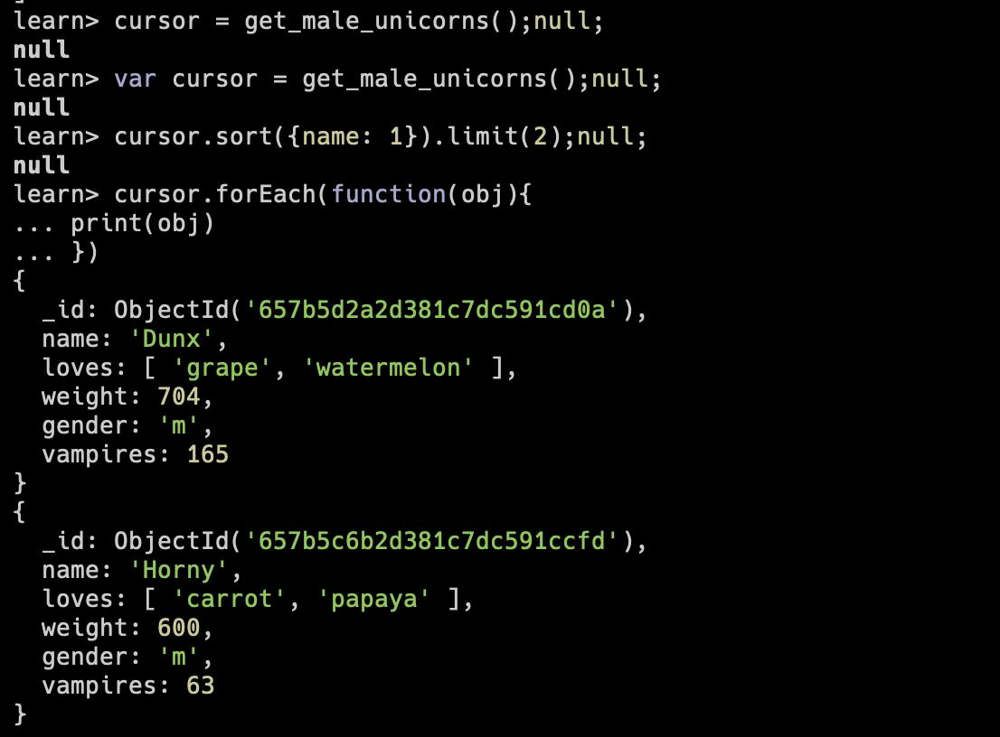 learn> cursor = get_male_unicorns();null;
null
learn> var cursor = get_male_unicorns();null;
null
learn> cursor.sort({name: 1}).limit(2);null;
null
learn> cursor.forEach(function(obj){
... print(obj)
... })
{
  _id: ObjectId('657b5d2a2d381c7dc591cd0a'),
  name: 'Dunx',
  loves: [ 'grape', 'watermelon' ],
  weight: 704,
  gender: 'm',
  vampires: 165
}
{
  _id: ObjectId('657b5c6b2d381c7dc591ccfd'),
  name: 'Horny',
  loves: [ 'carrot', 'papaya' ],
  weight: 600,
  gender: 'm',
  vampires: 63
}